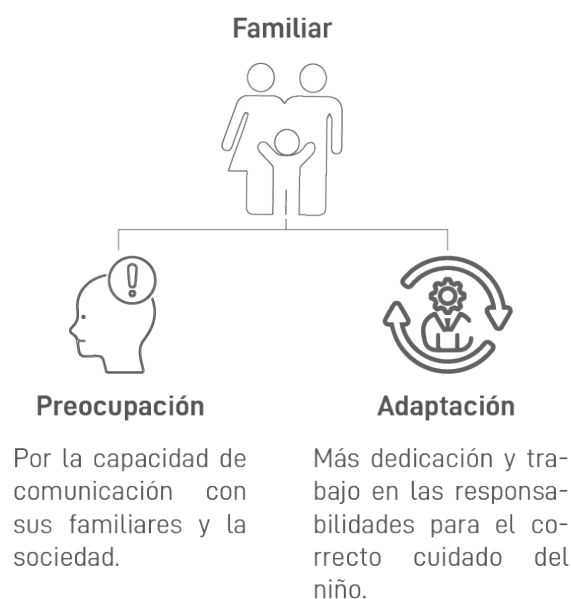 Familiar
Preocupación
Por la capacidad de
comunicación con
sus familiares y la
sociedad.
Adaptación
Más dedicación y tra-
bajo en las responsa-
bilidades para el co-
rrecto cuidado del
niño.